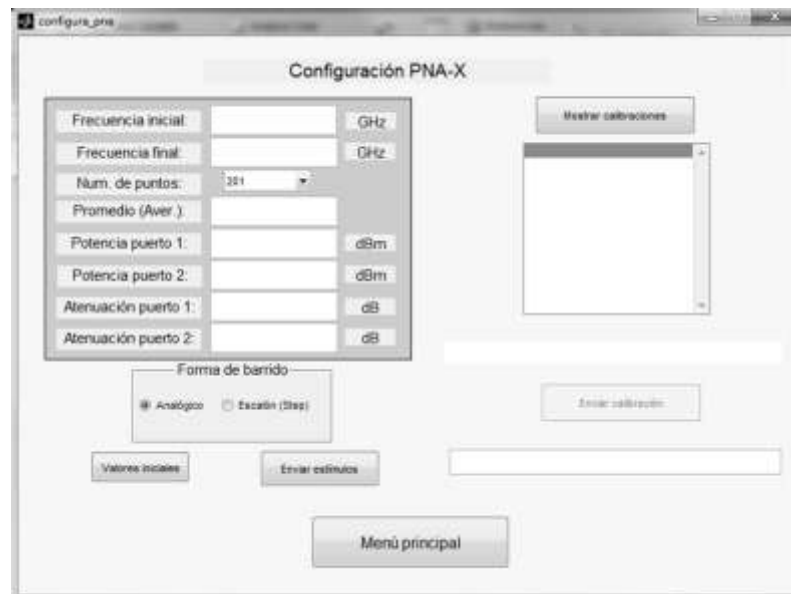 configura_pna
Configuración PNA-X
Frecuencia inicial: GHz
Frecuencia final: GHz
Num. de puntos: 201
Promedio (Aver.):
Potencia puerto 1: dBm
Potencia puerto 2: dBm
Atenuación puerto 1: dB
Atenuación puerto 2: dB
Forma de barrido
Analógico Escalón (Step)
Valores iniciales
Enviar estímulos
Mostrar calibraciones
Enviar calibración
Menú principal